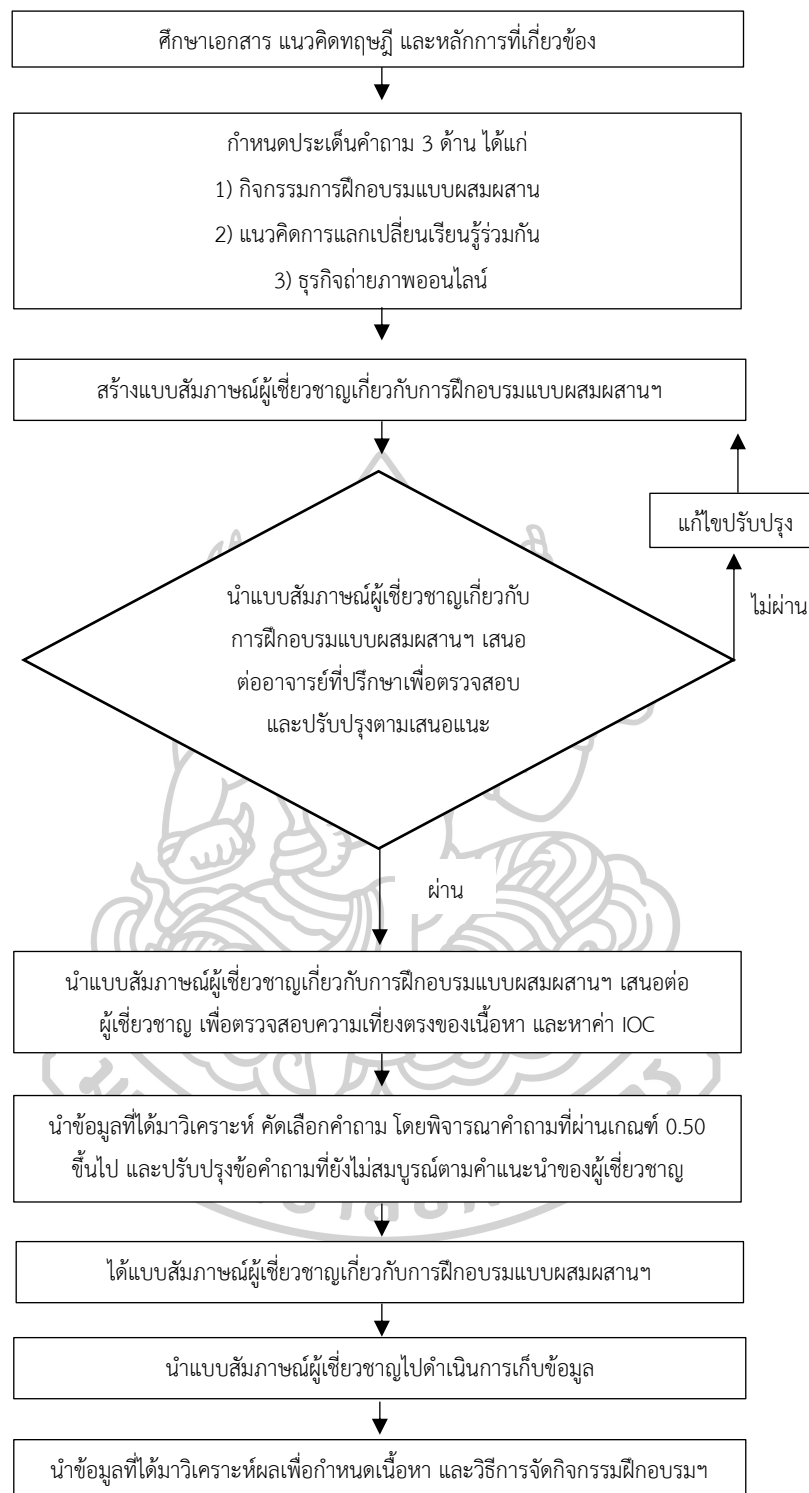 ศึกษาเอกสาร แนวคิดทฤษฎี และหลักการที่เกี่ยวข้อง
กำหนดประเด็นคำถาม 3 ด้าน ได้แก่
1) กิจกรรมการฝึกอบรมแบบผสมผสาน
2) แนวคิดการแลกเปลี่ยนเรียนรู้ร่วมกัน
3) ธุรกิจถ่ายภาพออนไลน์
สร้างแบบสัมภาษณ์ผู้เชี่ยวชาญเกี่ยวกับการฝึกอบรมแบบผสมผสานฯ
แก้ไขปรับปรุง
ไม่ผ่าน
นำแบบสัมภาษณ์ผู้เชี่ยวชาญเกี่ยวกับ
การฝึกอบรมแบบผสมผสานฯ เสนอ
ต่ออาจารย์ที่ปรึกษาเพื่อตรวจสอบ
และปรับปรุงตามเสนอแนะ
ผ่าน
นำแบบสัมภาษณ์ผู้เชี่ยวชาญเกี่ยวกับการฝึกอบรมแบบผสมผสานฯ เสนอต่อ
ผู้เชี่ยวชาญ เพื่อตรวจสอบความเที่ยงตรงของเนื้อหา และหาค่า IOC
นำข้อมูลที่ได้มาวิเคราะห์ คัดเลือกคำถาม โดยพิจารณาคำถามที่ผ่านเกณฑ์ 0.50
ขึ้นไป และปรับปรุงข้อคำถามที่ยังไม่สมบูรณ์ตามคำแนะนำของผู้เชี่ยวชาญ
ได้แบบสัมภาษณ์ผู้เชี่ยวชาญเกี่ยวกับการฝึกอบรมแบบผสมผสานฯ
นำแบบสัมภาษณ์ผู้เชี่ยวชาญไปดำเนินการเก็บข้อมูล
นำข้อมูลที่ได้มาวิเคราะห์ผลเพื่อกำหนดเนื้อหา และวิธีการจัดกิจกรรมฝึกอบรมฯ